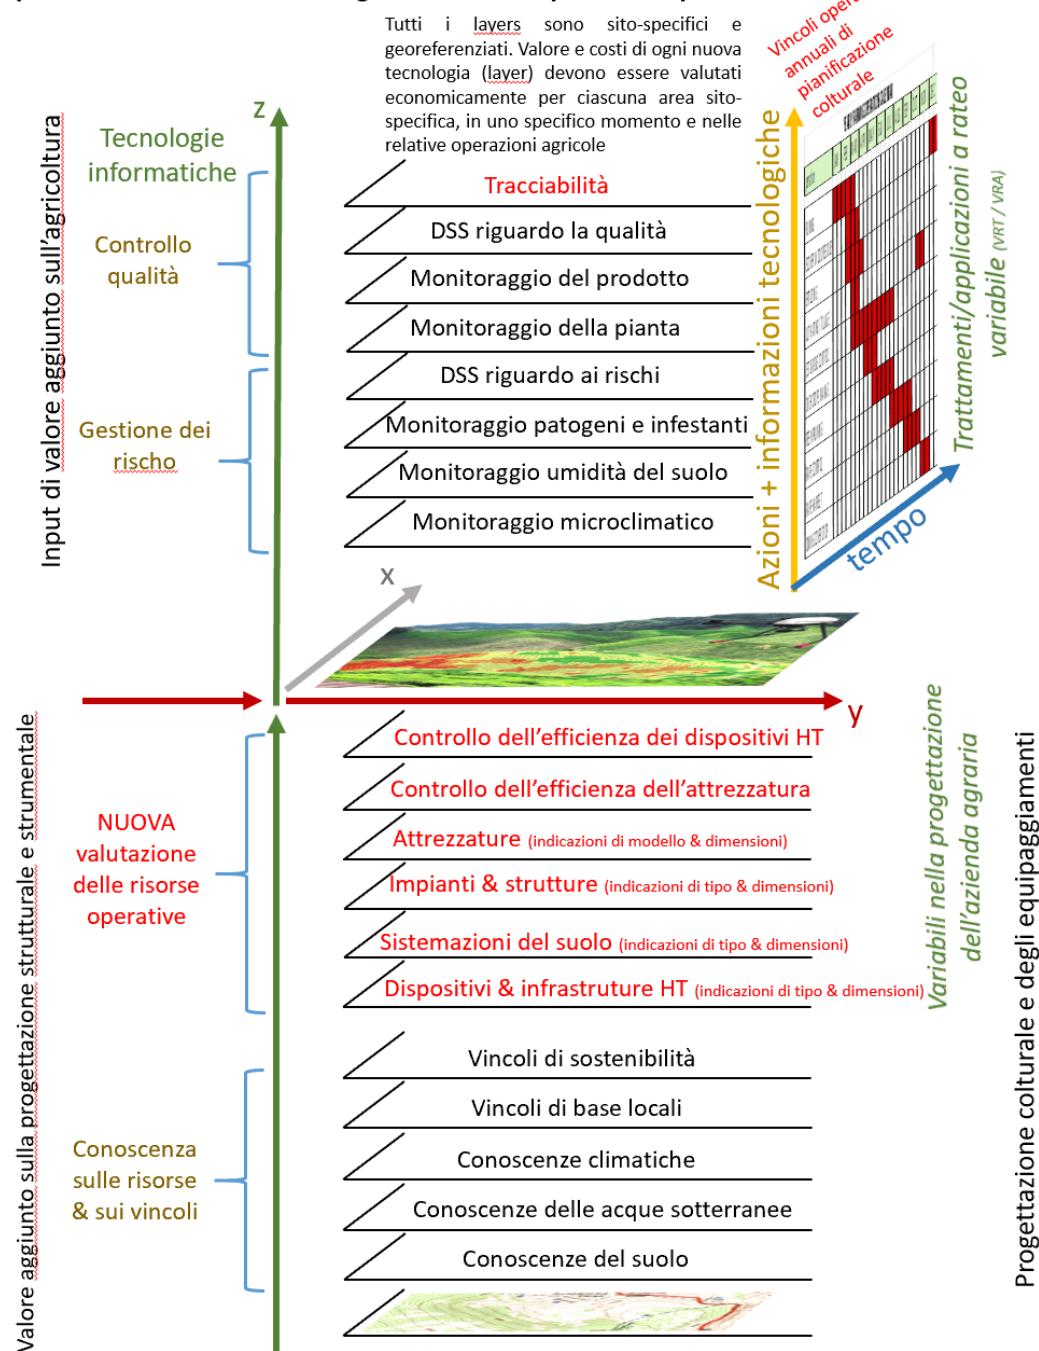 Tutti i layers sono sito-specifici e
georeferenziati. Valore e costi di ogni nuova
tecnologia (layer) devono essere valutati
economicamente per ciascuna area sito-
specifica, in uno specifico momento e nelle
relative operazioni agricole
Vincoli
annuali di
pianificazione
colturale
z
Tecnologie
informatiche
Input di valore aggiunto sull'agricoltura
Controllo
qualità
Gestione dei
rischo
Tracciabilità
DSS riguardo la qualità
Monitoraggio del prodotto
Monitoraggio della pianta
DSS riguardo ai rischi
Monitoraggio patogeni e infestanti
Monitoraggio umidità del suolo
Monitoraggio microclimatico
Azioni + informazioni tecnologiche
tempo
Trattamenti/applicazioni a rateo
variabile (VRT / VRA)
x
y
Valore aggiunto sulla progettazione strutturale e strumentale
NUOVA
valutazione
delle risorse
operative
Controllo dell'efficienza dei dispositivi HT
Controllo dell'efficienza dell'attrezzatura
Attrezzature (indicazioni di modello & dimensioni)
Impianti & strutture (indicazioni di tipo & dimensioni)
Sistemazioni del suolo (indicazioni di tipo & dimensioni)
Dispositivi & infrastruture HT (indicazioni di tipo & dimensioni)
Variabili nella progettazione
dell'azienda agraria
Progettazione colturale e degli equipaggiamenti
Conoscenza
sulle risorse
& sui vincoli
Vincoli di sostenibilità
Vincoli di base locali
Conoscenze climatiche
Conoscenze delle acque sotterranee
Conoscenze del suolo